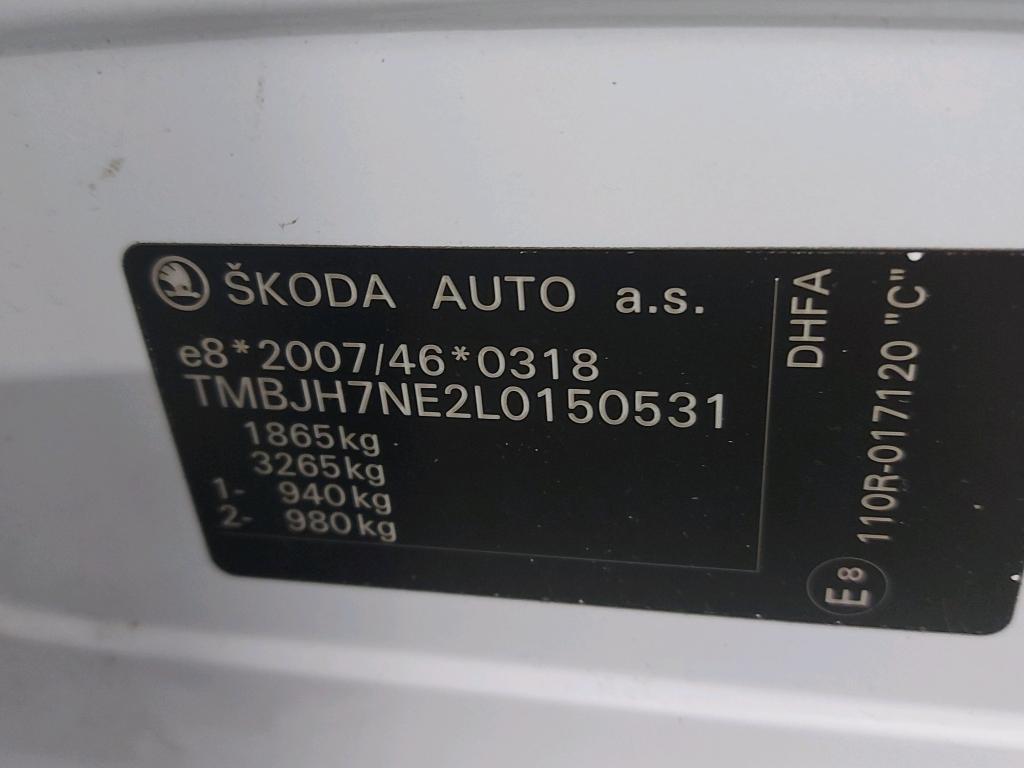 ŠKODA AUTO a.s.
e8*2007/46*0318
TMBJH7NE2L0150531
1865kg
3265kg
1- 940kg
2- 980kg
DHFA
E8 110R-017120 "C"